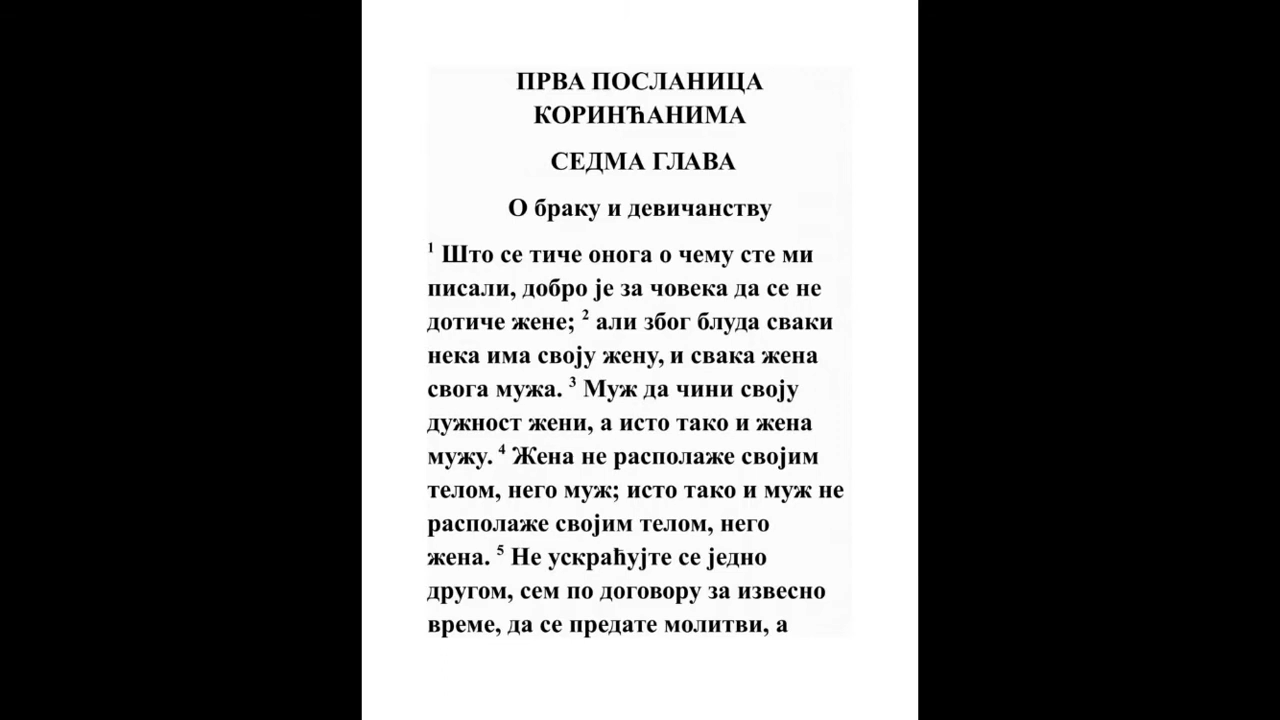 ПРВА ПОСЛАНИЦА
КОРИНЋАНИМА
СЕДМА ГЛАВА
О браку и девичанству
¹ Што се тиче онога о чему сте ми
писали, добро је за човека да се не
дотиче жене; ² али због блуда сваки
нека има своју жену, и свака жена
свога мужа. ³ Муж да чини своју
дужност жени, а исто тако и жена
мужу. ⁴ Жена не располаже својим
телом, него муж; исто тако и муж не
располаже својим телом, него
жена. ⁵ Не ускраћујте се једно
другом, сем по договору за извесно
време, да се предате молитви, а